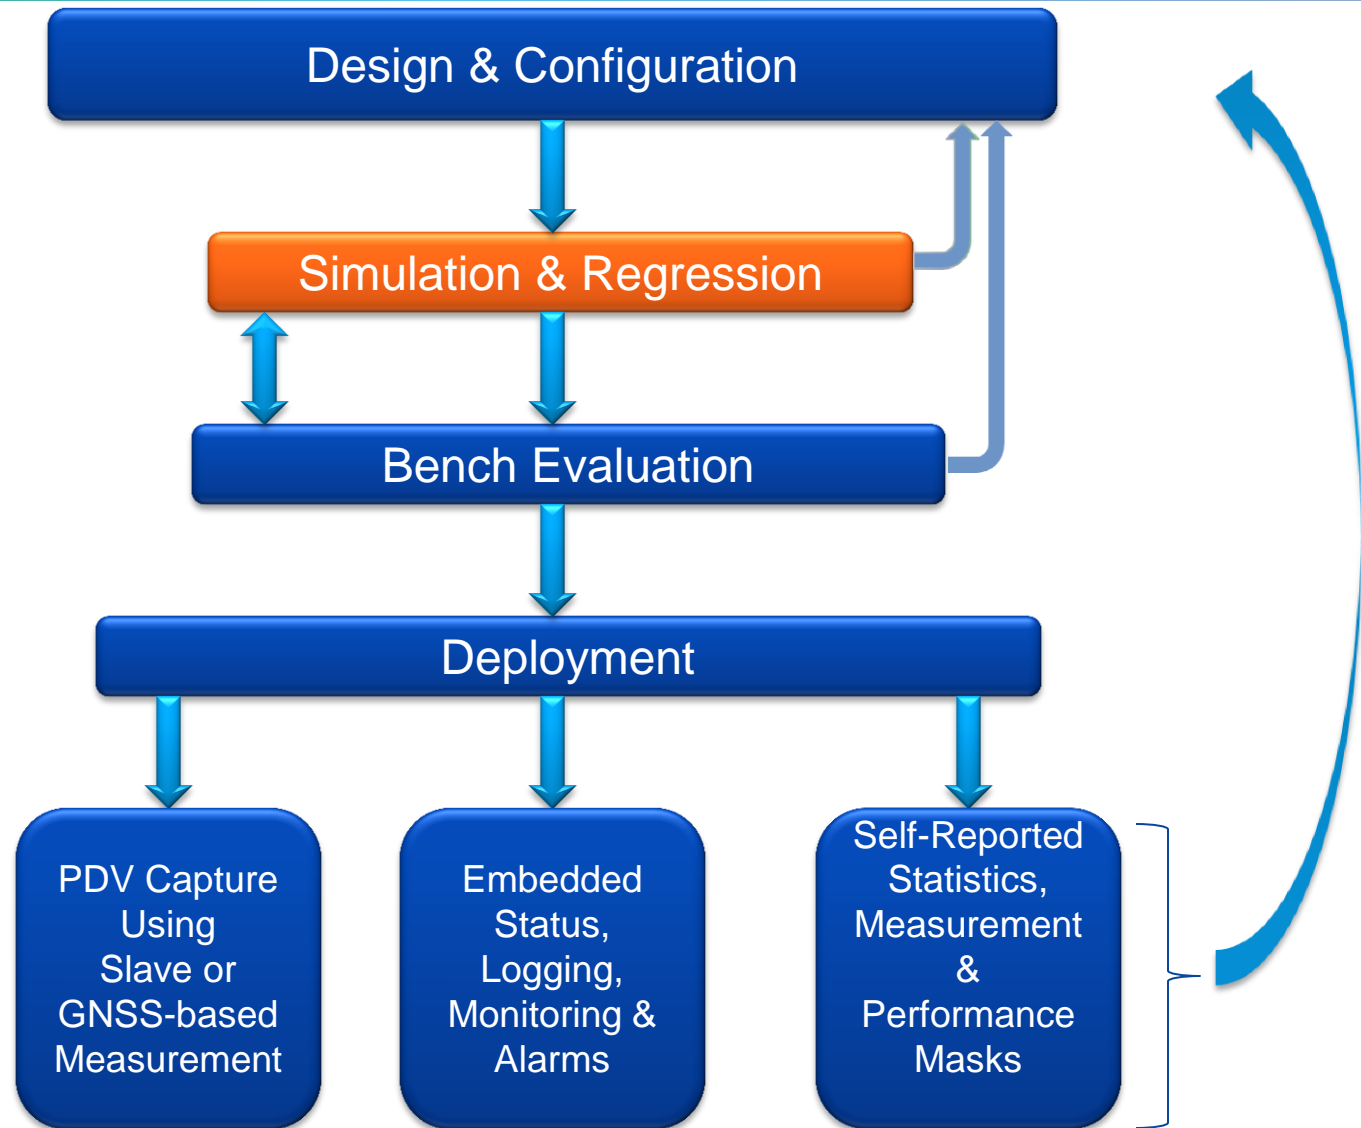 Design & Configuration
Simulation & Regression
Bench Evaluation
Deployment
PDV Capture
Using
Slave or
GNSS-based
Measurement
Embedded
Status,
Logging,
Monitoring &
Alarms
Self-Reported
Statistics,
Measurement
&
Performance
Masks